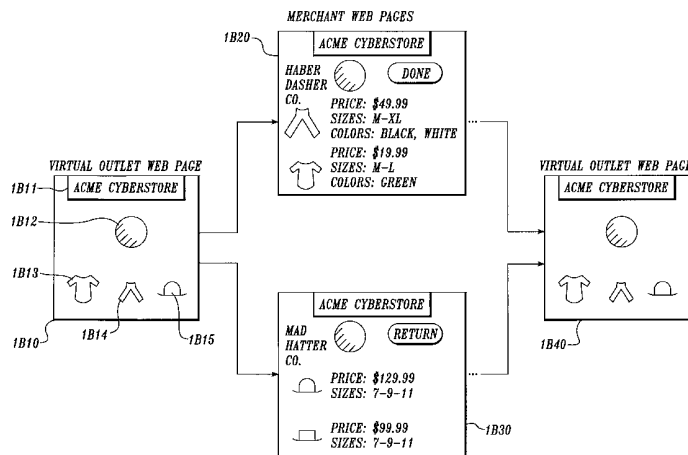 MERCHANT WEB PAGES
1B20
ACME CYBERSTORE
HABER
DASHER
CO.
DONE
PRICE: $49.99
SIZES: M-XL
COLORS: BLACK, WHITE
PRICE: $19.99
SIZES: M-L
COLORS: GREEN
VIRTUAL OUTLET WEB PAGE
1B11
ACME CYBERSTORE
1B12
1B13
1B10
1B14
1B15
ACME CYBERSTORE
MAD
HATTER
CO.
RETURN
PRICE: $129.99
SIZES: 7-9-11
PRICE: $99.99
SIZES: 7-9-11
1B30
VIRTUAL OUTLET WEB PAGE
ACME CYBERSTORE
1B40